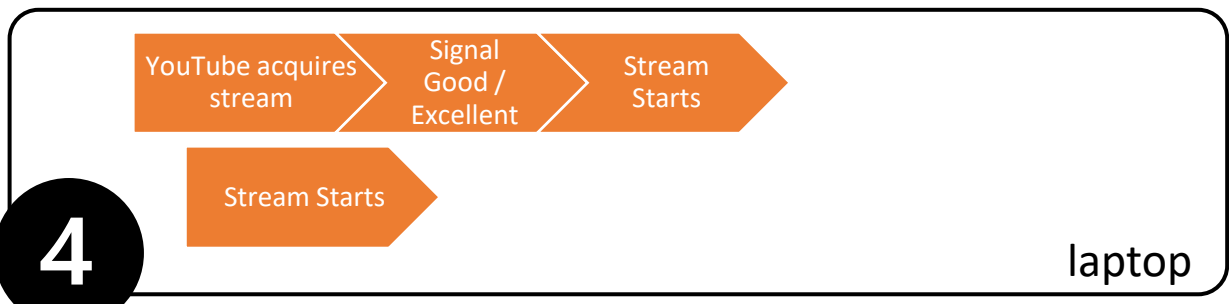 YouTube acquires
stream
Signal
Good /
Excellent
Stream
Starts
Stream Starts
4
laptop